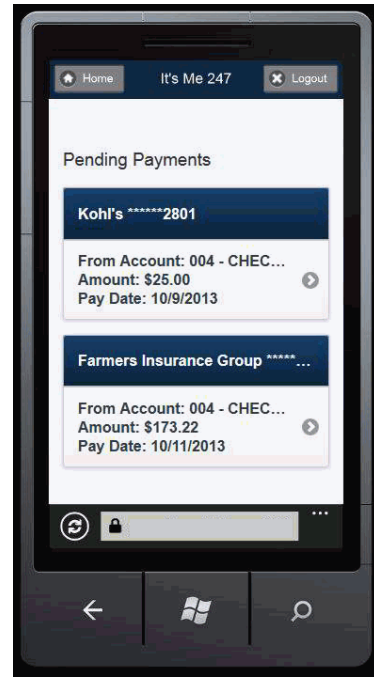 Home It's Me 247 Logout
Pending Payments
Kohl's ******2801
From Account: 004 - CHEC...
Amount: $25.00
Pay Date: 10/9/2013
Farmers Insurance Group *****...
From Account: 004 - CHEC...
Amount: $173.22
Pay Date: 10/11/2013